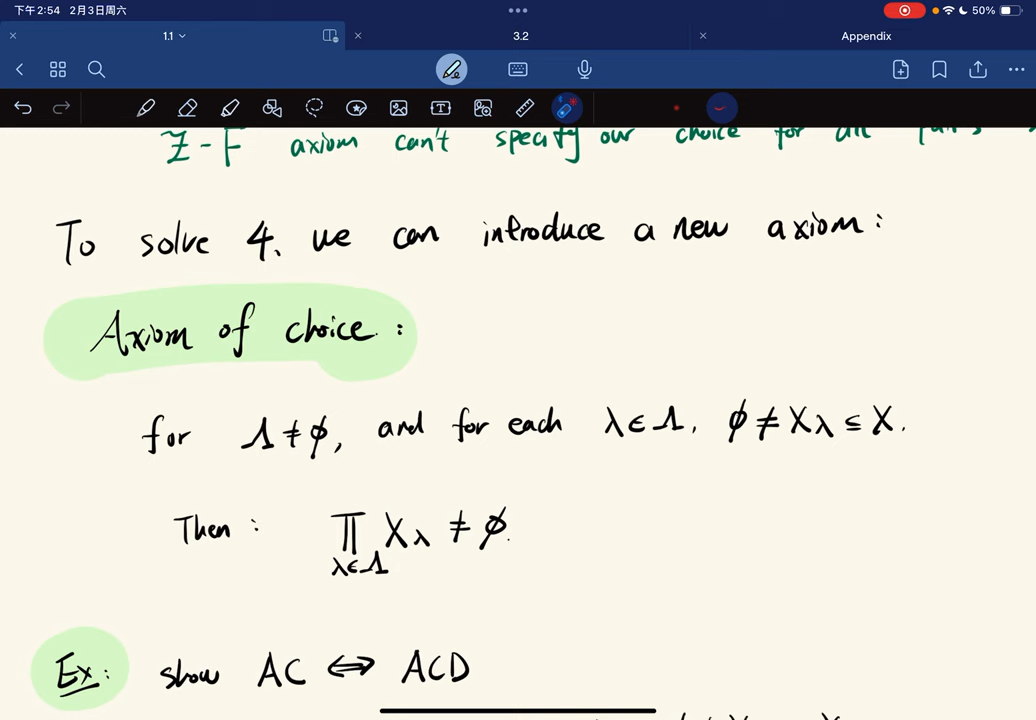 下午2:54 2月3日周六
50%
1.1
3.2
Appendix
Z-F axiom can't specify our choice for all pairs
To solve 4, we can introduce a new axiom:
Axiom of choice:
for Λ ≠ ϕ, and for each λ∈Λ, ϕ ≠ Xλ ⊆ X.
Then: ∏ Xλ ≠ ϕ.
λ∈Λ
Ex: show AC ⇔ ACD